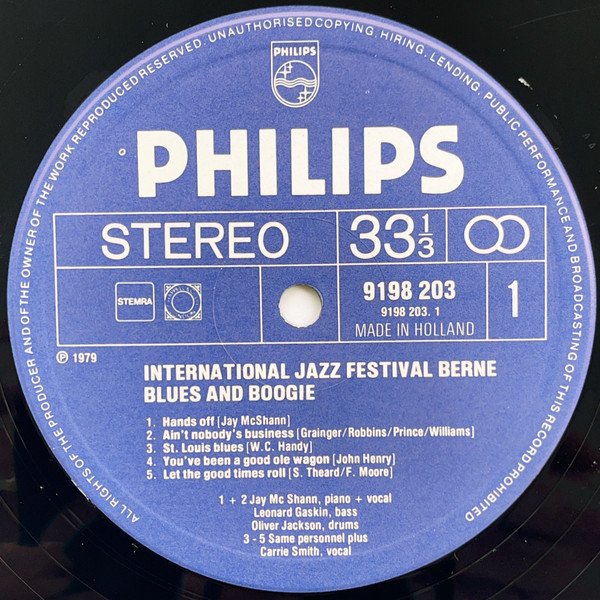 ALL RIGHTS OF THE PRODUCER AND OF THE OWNER OF THE WORK REPRODUCED RESERVED. UNAUTHORISED COPYING, HIRING, LENDING, PUBLIC PERFORMANCE AND BROADCASTING OF THIS RECORD PROHIBITED
PHILIPS
PHILIPS
STEREO
33 1/3
STEMRA
9198 203
9198 203. 1
MADE IN HOLLAND
1
℗ 1979
INTERNATIONAL JAZZ FESTIVAL BERNE
BLUES AND BOOGIE
1. Hands off [Jay McShann]
2. Ain't nobody's business [Grainger/Robbins/Prince/Williams]
3. St. Louis blues [W.C. Handy]
4. You've been a good ole wagon [John Henry]
5. Let the good times roll [S. Theard/F. Moore]
1 + 2 Jay Mc Shann, piano + vocal
Leonard Gaskin, bass
Oliver Jackson, drums
3 - 5 Same personnel plus
Carrie Smith, vocal